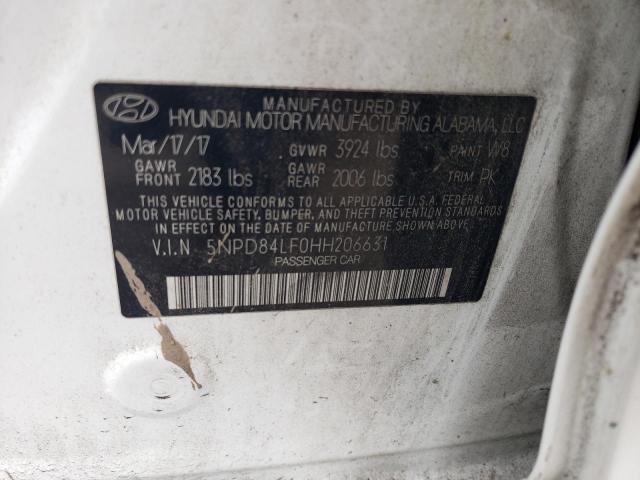 MANUFACTURED BY
HYUNDAI MOTOR MANUFACTURING ALABAMA, LLC
Mar/17/17 GVWR 3924 lbs PAINT W8
GAWR FRONT 2183 lbs GAWR REAR 2006 lbs TRIM PK
THIS VEHICLE CONFORMS TO ALL APPLICABLE U.S.A. FEDERAL
MOTOR VEHICLE SAFETY, BUMPER, AND THEFT PREVENTION
STANDARDS IN EFFECT ON THE DATE OF MANUFACTURE SHOWN ABOVE.
V.I.N 5NPD84LF0HH206631
PASSENGER CAR